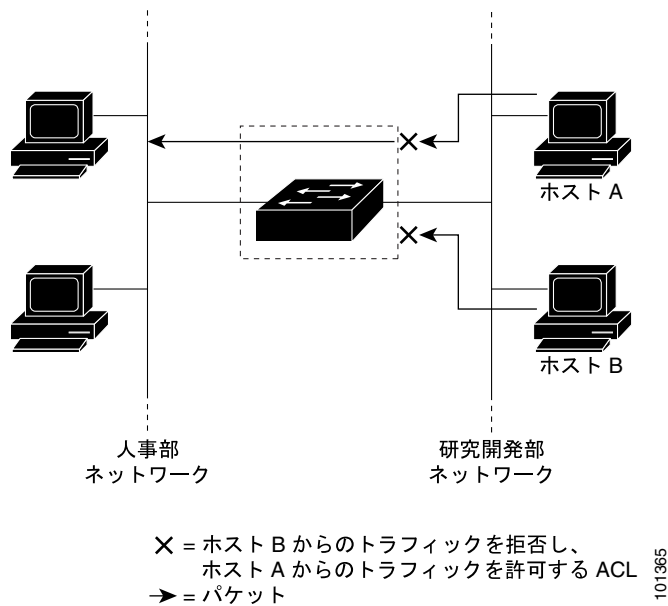 ホスト A
ホスト B
人事部
ネットワーク
研究開発部
ネットワーク
✕ = ホスト B からのトラフィックを拒否し、
ホスト A からのトラフィックを許可する ACL
➔ = パケット
101365